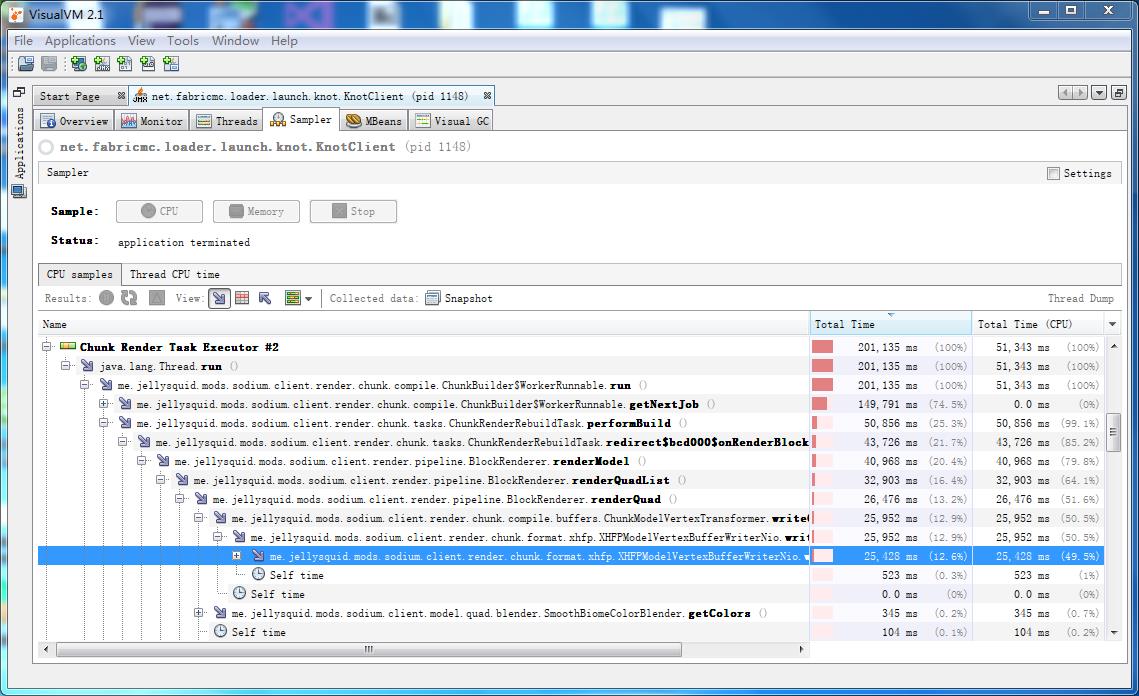 VisualVM 2.1
File Applications View Tools Window Help
Start Page net.fabricmc.loader.launch.knot.KnotClient (pid 1148)
Applications
Overview Monitor Threads Sampler MBeans Visual GC
net.fabricmc.loader.launch.knot.KnotClient (pid 1148)
Sampler Settings
Sample: CPU Memory Stop
Status: application terminated
CPU samples Thread CPU time
Results: View: Collected data: Snapshot Thread Dump
Name Total Time Total Time (CPU)
Chunk Render Task Executor #2 201,135 ms (100%) 51,343 ms (100%)
java.lang.Thread.run () 201,135 ms (100%) 51,343 ms (100%)
me.jellysquid.mods.sodium.client.render.chunk.compile.ChunkBuilder$WorkerRunnable.run () 201,135 ms (100%) 51,343 ms (100%)
me.jellysquid.mods.sodium.client.render.chunk.compile.ChunkBuilder$WorkerRunnable.getNextJob () 149,791 ms (74.5%) 0.0 ms (0%)
me.jellysquid.mods.sodium.client.render.chunk.tasks.ChunkRenderRebuildTask.performBuild () 50,856 ms (25.3%) 50,856 ms (99.1%)
me.jellysquid.mods.sodium.client.render.chunk.tasks.ChunkRenderRebuildTask.redirect$bcd000$onRenderBlock 43,726 ms (21.7%) 43,726 ms (85.2%)
me.jellysquid.mods.sodium.client.render.pipeline.BlockRenderer.renderModel () 40,968 ms (20.4%) 40,968 ms (79.8%)
me.jellysquid.mods.sodium.client.render.pipeline.BlockRenderer.renderQuadList () 32,903 ms (16.4%) 32,903 ms (64.1%)
me.jellysquid.mods.sodium.client.render.pipeline.BlockRenderer.renderQuad () 26,476 ms (13.2%) 26,476 ms (51.6%)
me.jellysquid.mods.sodium.client.render.chunk.compile.buffers.ChunkModelVertexTransformer.write 25,952 ms (12.9%) 25,952 ms (50.5%)
me.jellysquid.mods.sodium.client.render.chunk.format.xhfp.XHFPModelVertexBufferWriterNio.wri 25,952 ms (12.9%) 25,952 ms (50.5%)
me.jellysquid.mods.sodium.client.render.chunk.format.xhfp.XHFPModelVertexBufferWriterNio.w 25,428 ms (12.6%) 25,428 ms (49.5%)
Self time 523 ms (0.3%) 523 ms (1%)
Self time 0.0 ms (0%) 0.0 ms (0%)
me.jellysquid.mods.sodium.client.model.quad.blender.SmoothBiomeColorBlender.getColors () 345 ms (0.2%) 345 ms (0.7%)
Self time 104 ms (0.1%) 104 ms (0.2%)